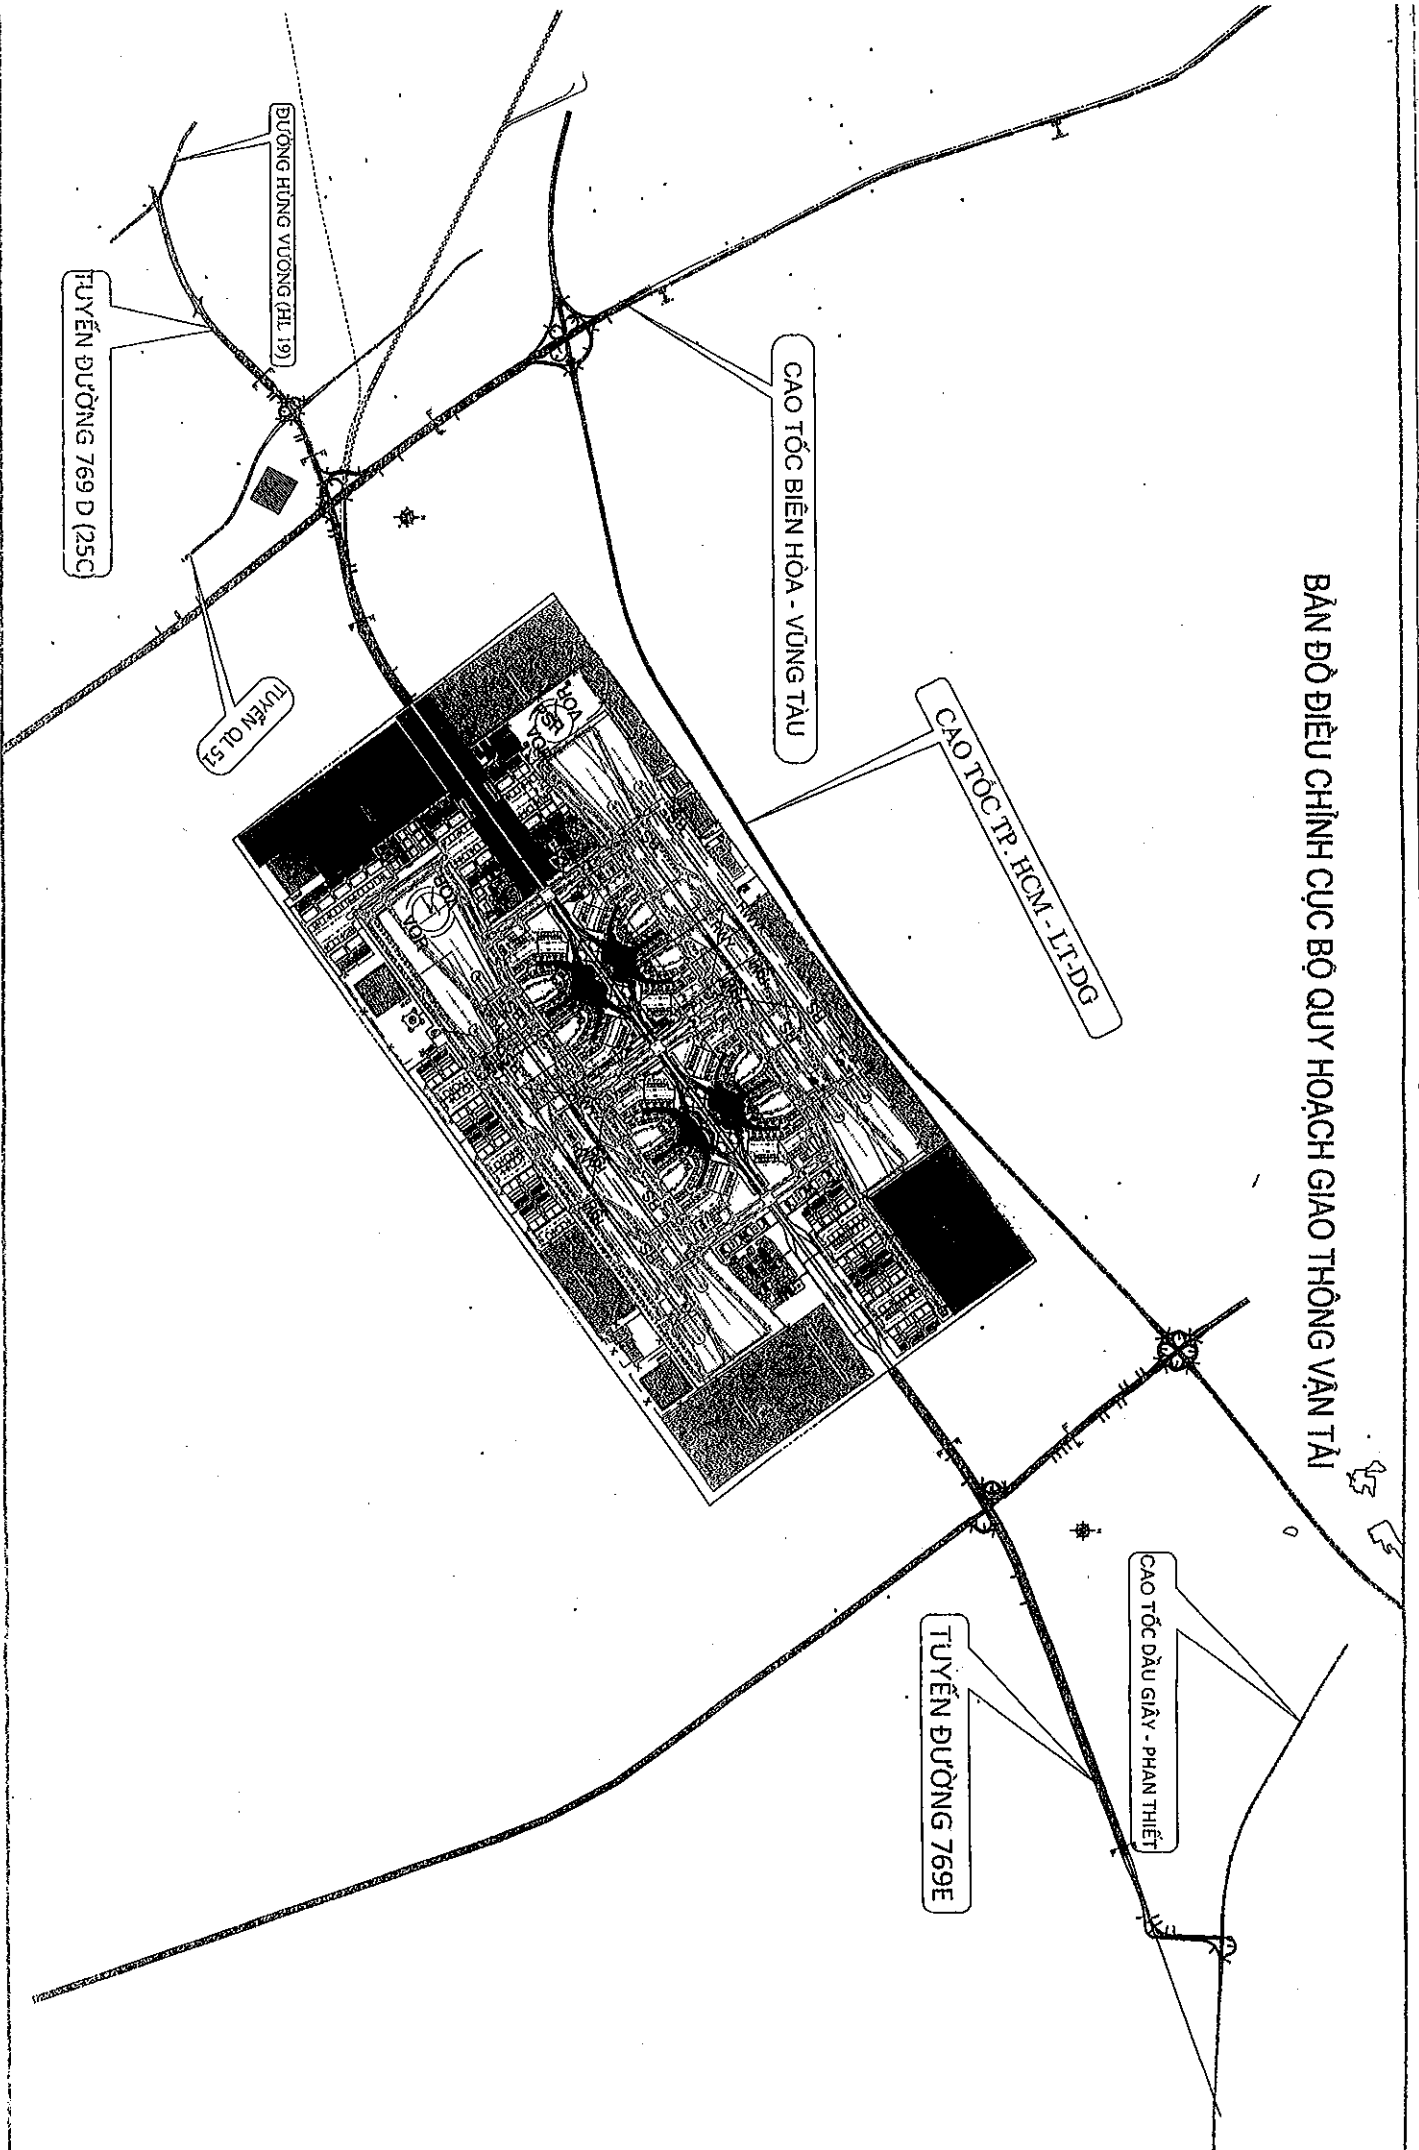 BẢN ĐỒ ĐIỀU CHỈNH CỤC BỘ QUY HOẠCH GIAO THÔNG VẬN TẢI
CAO TỐC TP. HCM - LT-DG
CAO TỐC BIÊN HÒA - VŨNG TÀU
CAO TỐC DẦU GIÂY - PHAN THIẾT
TUYẾN ĐƯỜNG 769E
ĐƯỜNG HÙNG VƯƠNG (HL 19)
TUYẾN ĐƯỜNG 769 D (25C)
TUYẾN QL 51
VOR
VOR